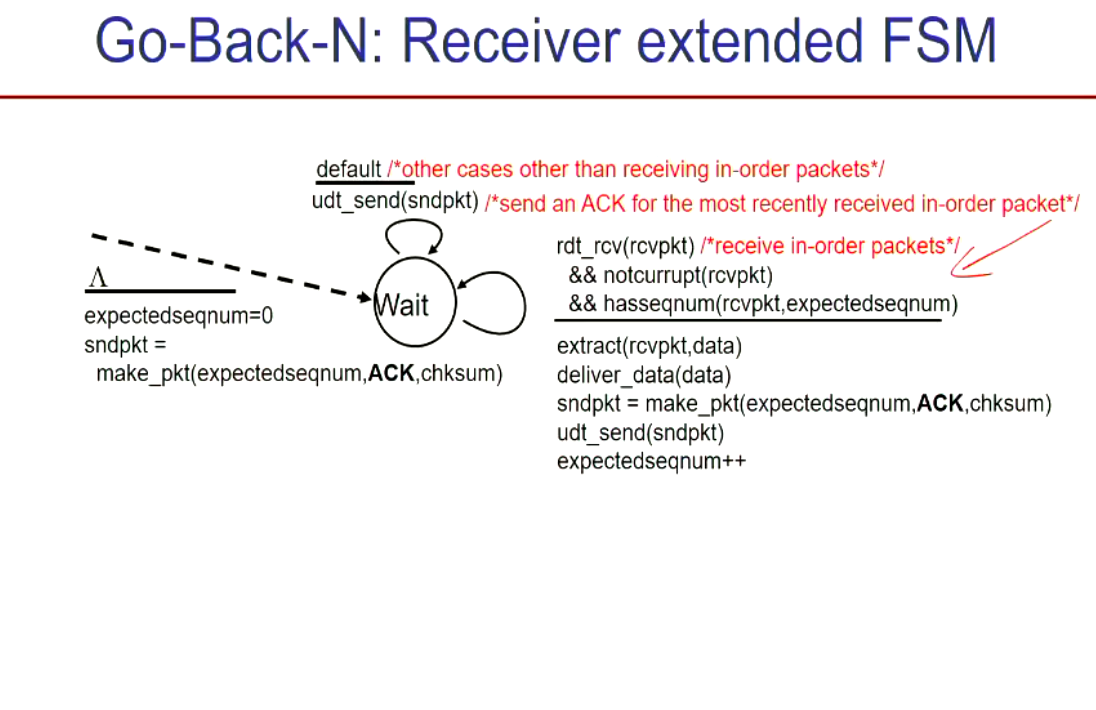 Go-Back-N: Receiver extended FSM
default /*other cases other than receiving in-order packets*/
udt_send(sndpkt) /*send an ACK for the most recently received in-order packet*/
rdt_rcv(rcvpkt) /*receive in-order packets*/
&& notcurrupt(rcvpkt)
&& hasseqnum(rcvpkt,expectedseqnum)
Λ
Wait
expectedseqnum=0
sndpkt =
make_pkt(expectedseqnum,ACK,chksum)
extract(rcvpkt,data)
deliver_data(data)
sndpkt = make_pkt(expectedseqnum,ACK,chksum)
udt_send(sndpkt)
expectedseqnum++